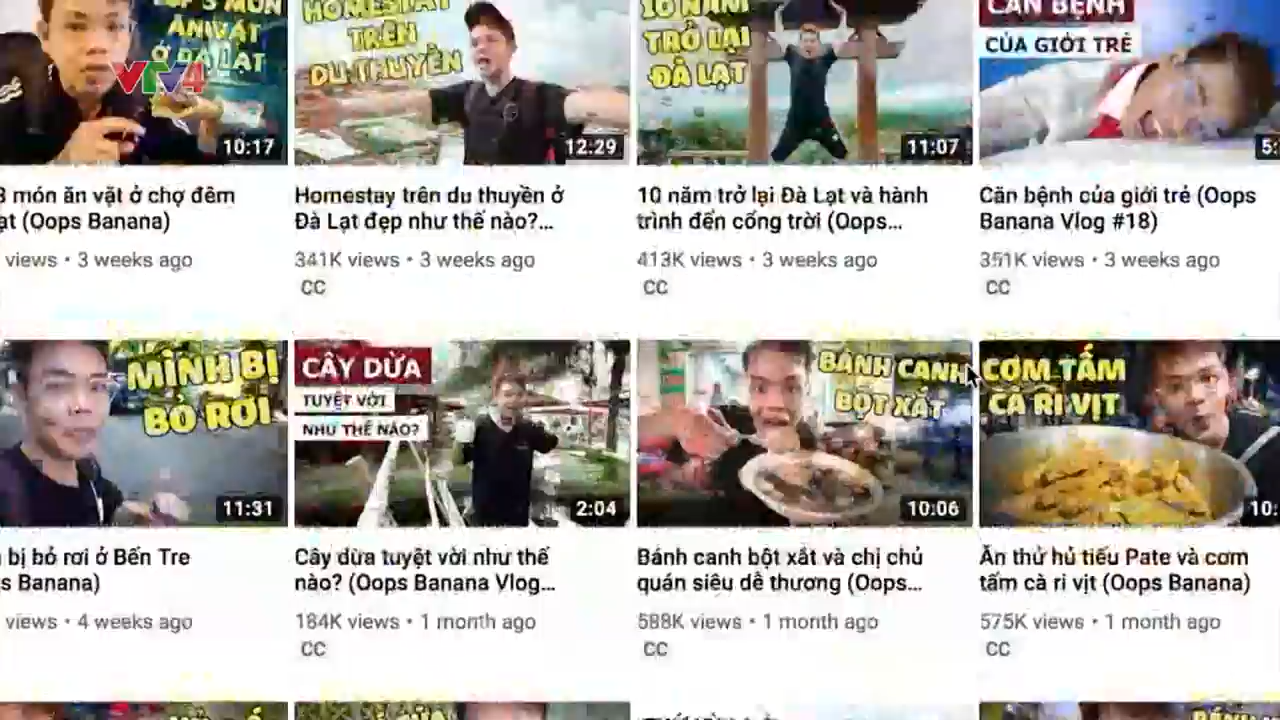 TOP 3 MÓN
ĂN VẶT
Ở ĐÀ LẠT
VTV4
10:17
HOMESTAY
TRÊN
DU THUYỀN
12:29
10 NĂM
TRỞ LẠI
ĐÀ LẠT
11:07
CĂN BỆNH
CỦA GIỚI TRẺ
5:
3 món ăn vặt ở chợ đêm
ạt (Oops Banana)
views • 3 weeks ago
Homestay trên du thuyền ở
Đà Lạt đẹp như thế nào?...
341K views • 3 weeks ago
CC
10 năm trở lại Đà Lạt và hành
trình đến cổng trời (Oops...
413K views • 3 weeks ago
CC
Căn bệnh của giới trẻ (Oops
Banana Vlog #18)
351K views • 3 weeks ago
CC
MÌNH BỊ
BỎ RƠI
11:31
CÂY DỪA
TUYỆT VỜI
NHƯ THẾ NÀO?
2:04
BÁNH CANH
BỘT XẮT
10:06
CƠM TẤM
CÀ RI VỊT
10:
bị bỏ rơi ở Bến Tre
s Banana)
views • 4 weeks ago
Cây dừa tuyệt vời như thế
nào? (Oops Banana Vlog...
184K views • 1 month ago
CC
Bánh canh bột xắt và chị chủ
quán siêu dễ thương (Oops...
588K views • 1 month ago
CC
Ăn thử hủ tiếu Pate và cơm
tấm cà ri vịt (Oops Banana)
575K views • 1 month ago
CC